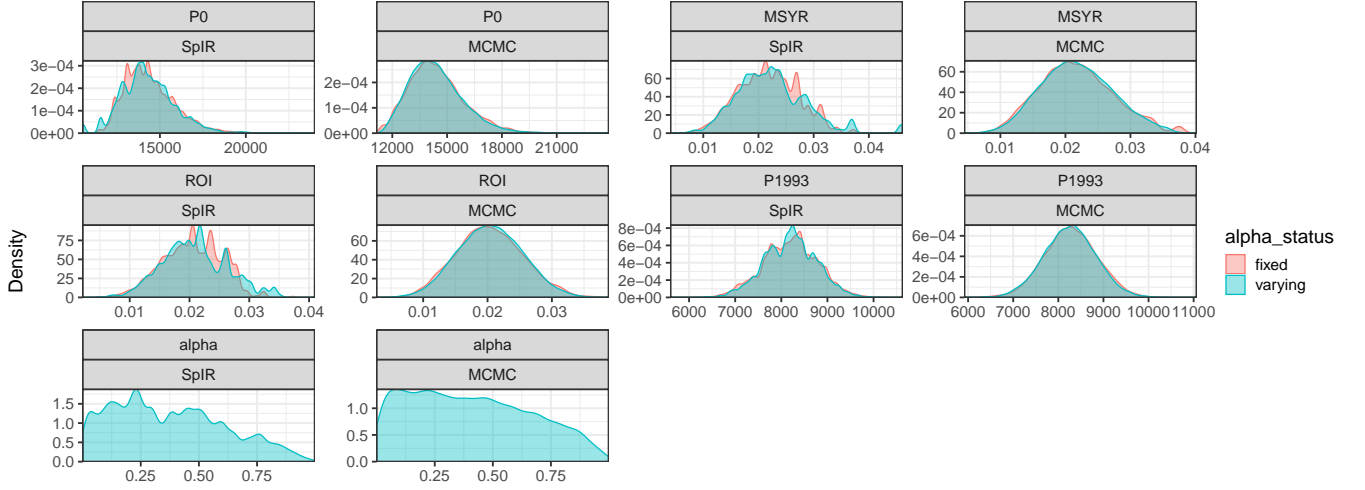 P0 P0 MSYR MSYR
SpIR MCMC SpIR MCMC
3e−04
2e−04
1e−04
0e+00
15000 20000
2e−04
1e−04
0e+00
12000 15000 18000 21000
60
40
20
0
0.01 0.02 0.03 0.04
60
40
20
0
0.01 0.02 0.03 0.04
ROI ROI P1993 P1993
SpIR MCMC SpIR MCMC
75
50
25
0
0.01 0.02 0.03 0.04
60
40
20
0
0.01 0.02 0.03
8e−04
6e−04
4e−04
2e−04
0e+00
6000 7000 8000 9000 10000
6e−04
4e−04
2e−04
0e+00
6000 7000 8000 9000 10000 11000
alpha alpha
SpIR MCMC
1.5
1.0
0.5
0.0
0.25 0.50 0.75
1.0
0.5
0.0
0.25 0.50 0.75
Density
alpha_status
fixed
varying